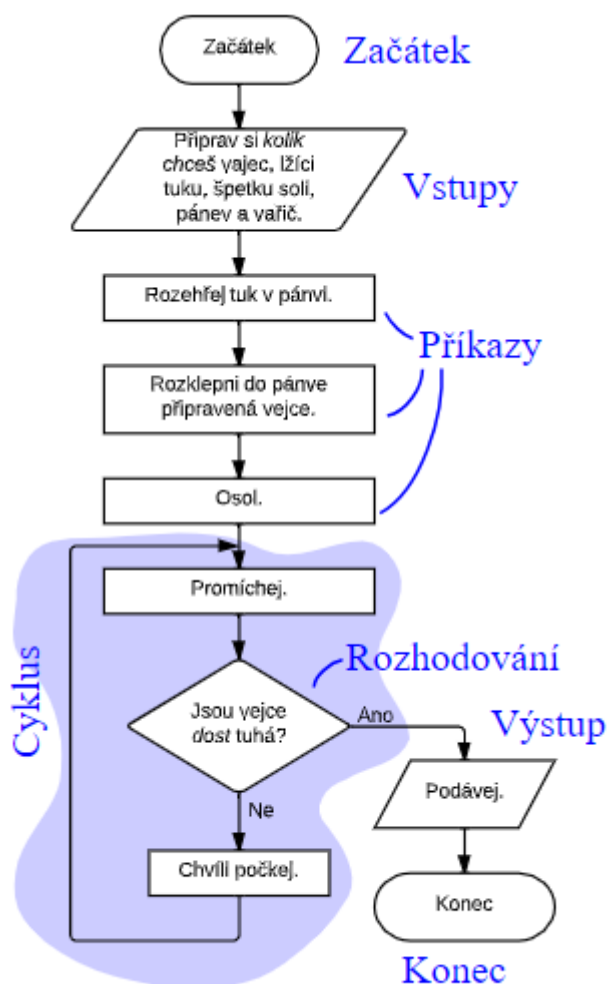 Začátek
Začátek
Připrav si kolik
chceš vajec, lžíci
tuku, špetku soli,
pánev a vařič.
Vstupy
Rozehřej tuk v pánvi.
Příkazy
Rozklepni do pánve
připravená vejce.
Osol.
Promíchej.
Cyklus
Rozhodování
Jsou vejce
dost tuhá?
Ano
Výstup
Podávej.
Ne
Chvíli počkej.
Konec
Konec